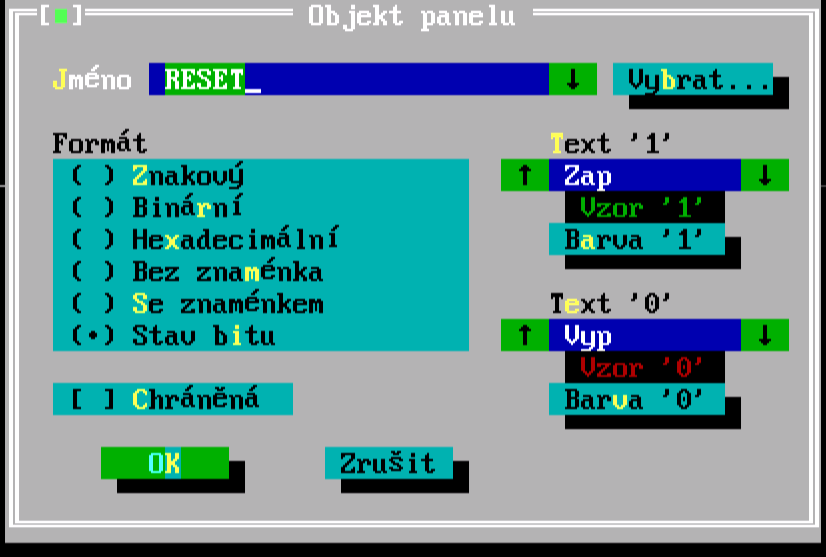 [■] Objekt panelu
Jméno RESET_ ↓ Vybrat...
Formát
( ) Znakový
( ) Binární
( ) Hexadecimální
( ) Bez znaménka
( ) Se znaménkem
(•) Stav bitu
[ ] Chráněná
OK Zrušit
Text '1'
↑ Zap ↓
Vzor '1'
Barva '1'
Text '0'
↑ Vyp ↓
Vzor '0'
Barva '0'